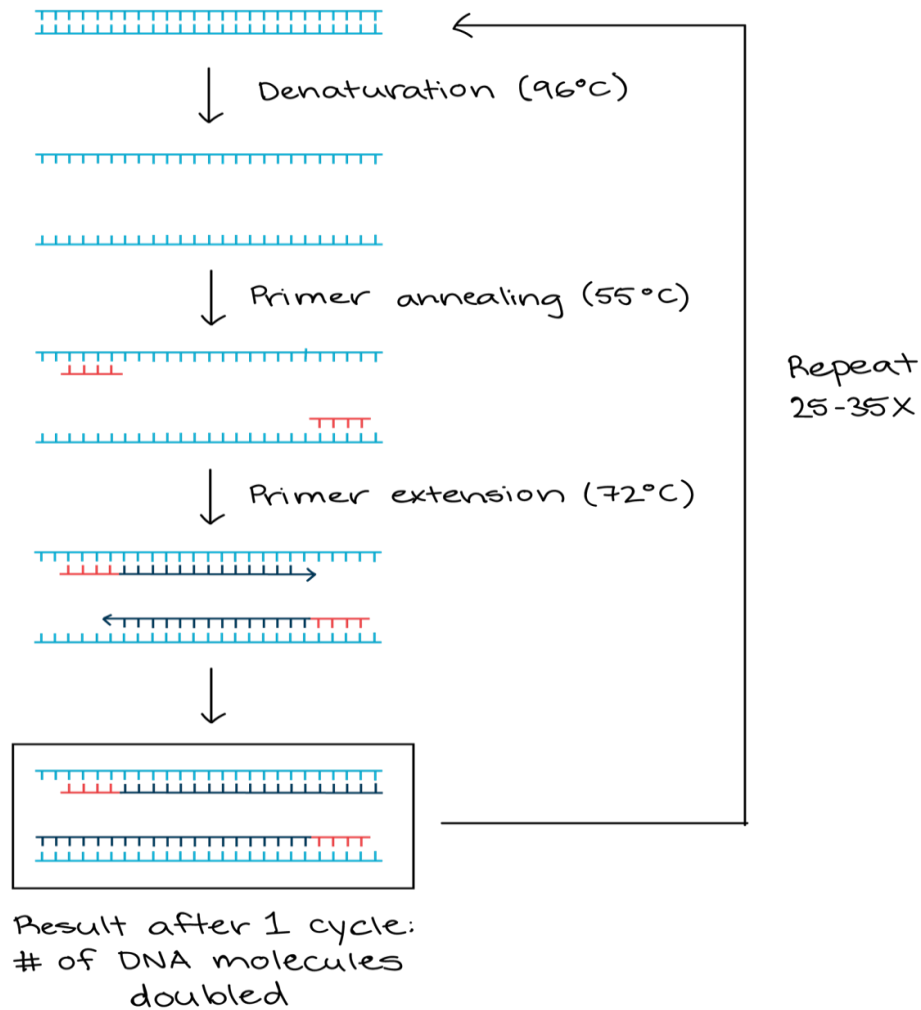 Denaturation (96°C)
Primer annealing (55°C)
Repeat
25-35X
Primer extension (72°C)
Result after 1 cycle:
# of DNA molecules
doubled